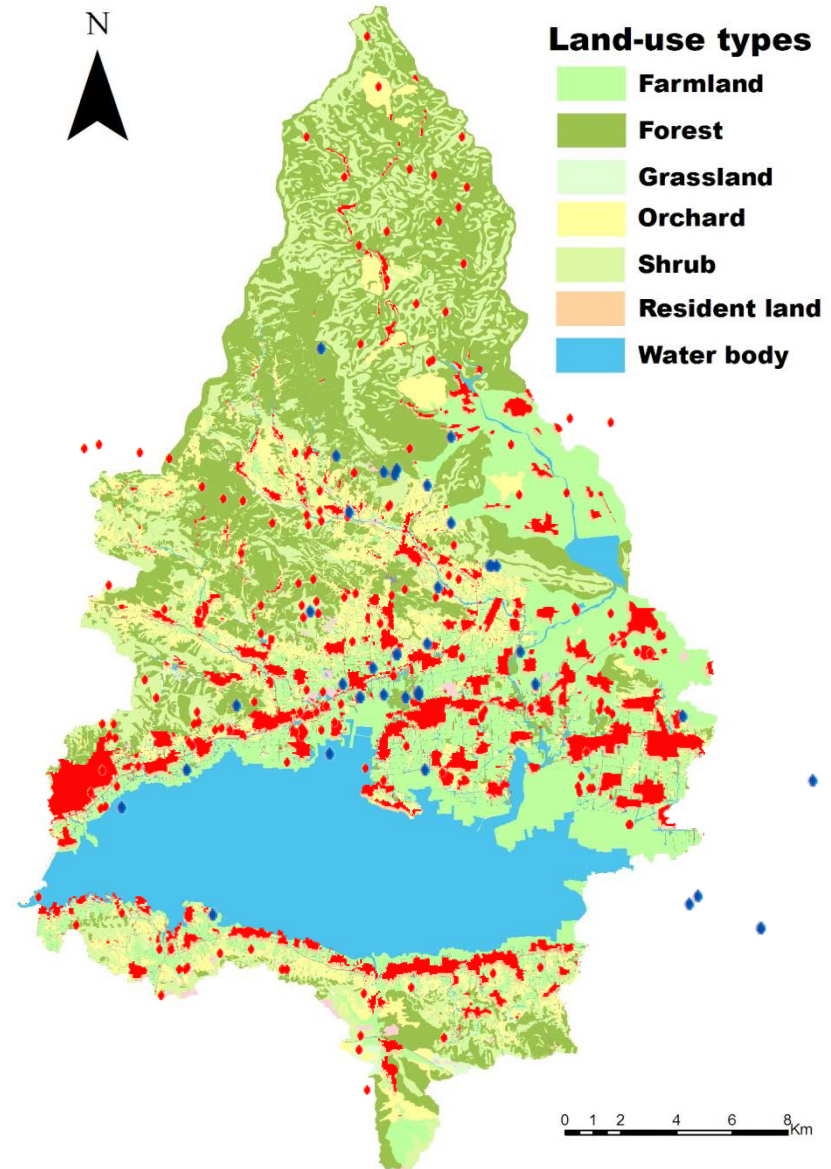 N
Land-use types
Farmland
Forest
Grassland
Orchard
Shrub
Resident land
Water body
0 1 2 4 6 8
Km